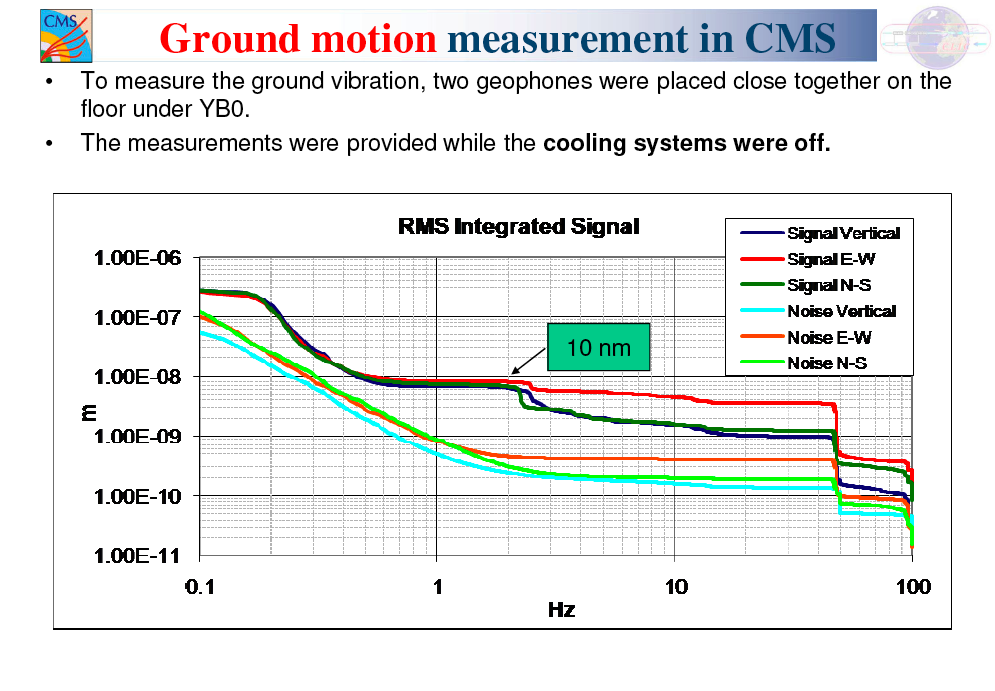 CMS
Ground motion measurement in CMS
• To measure the ground vibration, two geophones were placed close together on the
floor under YB0.
• The measurements were provided while the cooling systems were off.
RMS Integrated Signal
Signal Vertical
Signal E-W
Signal N-S
Noise Vertical
Noise E-W
Noise N-S
1.00E-06
1.00E-07
1.00E-08
1.00E-09
1.00E-10
1.00E-11
10 nm
m
0.1 1 10 100
Hz